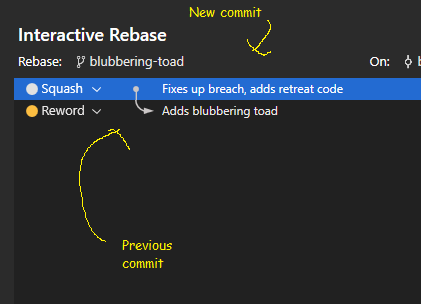 New commit
Interactive Rebase
Rebase: blubbering-toad On: b
Squash Fixes up breach, adds retreat code
Reword Adds blubbering toad
Previous
commit